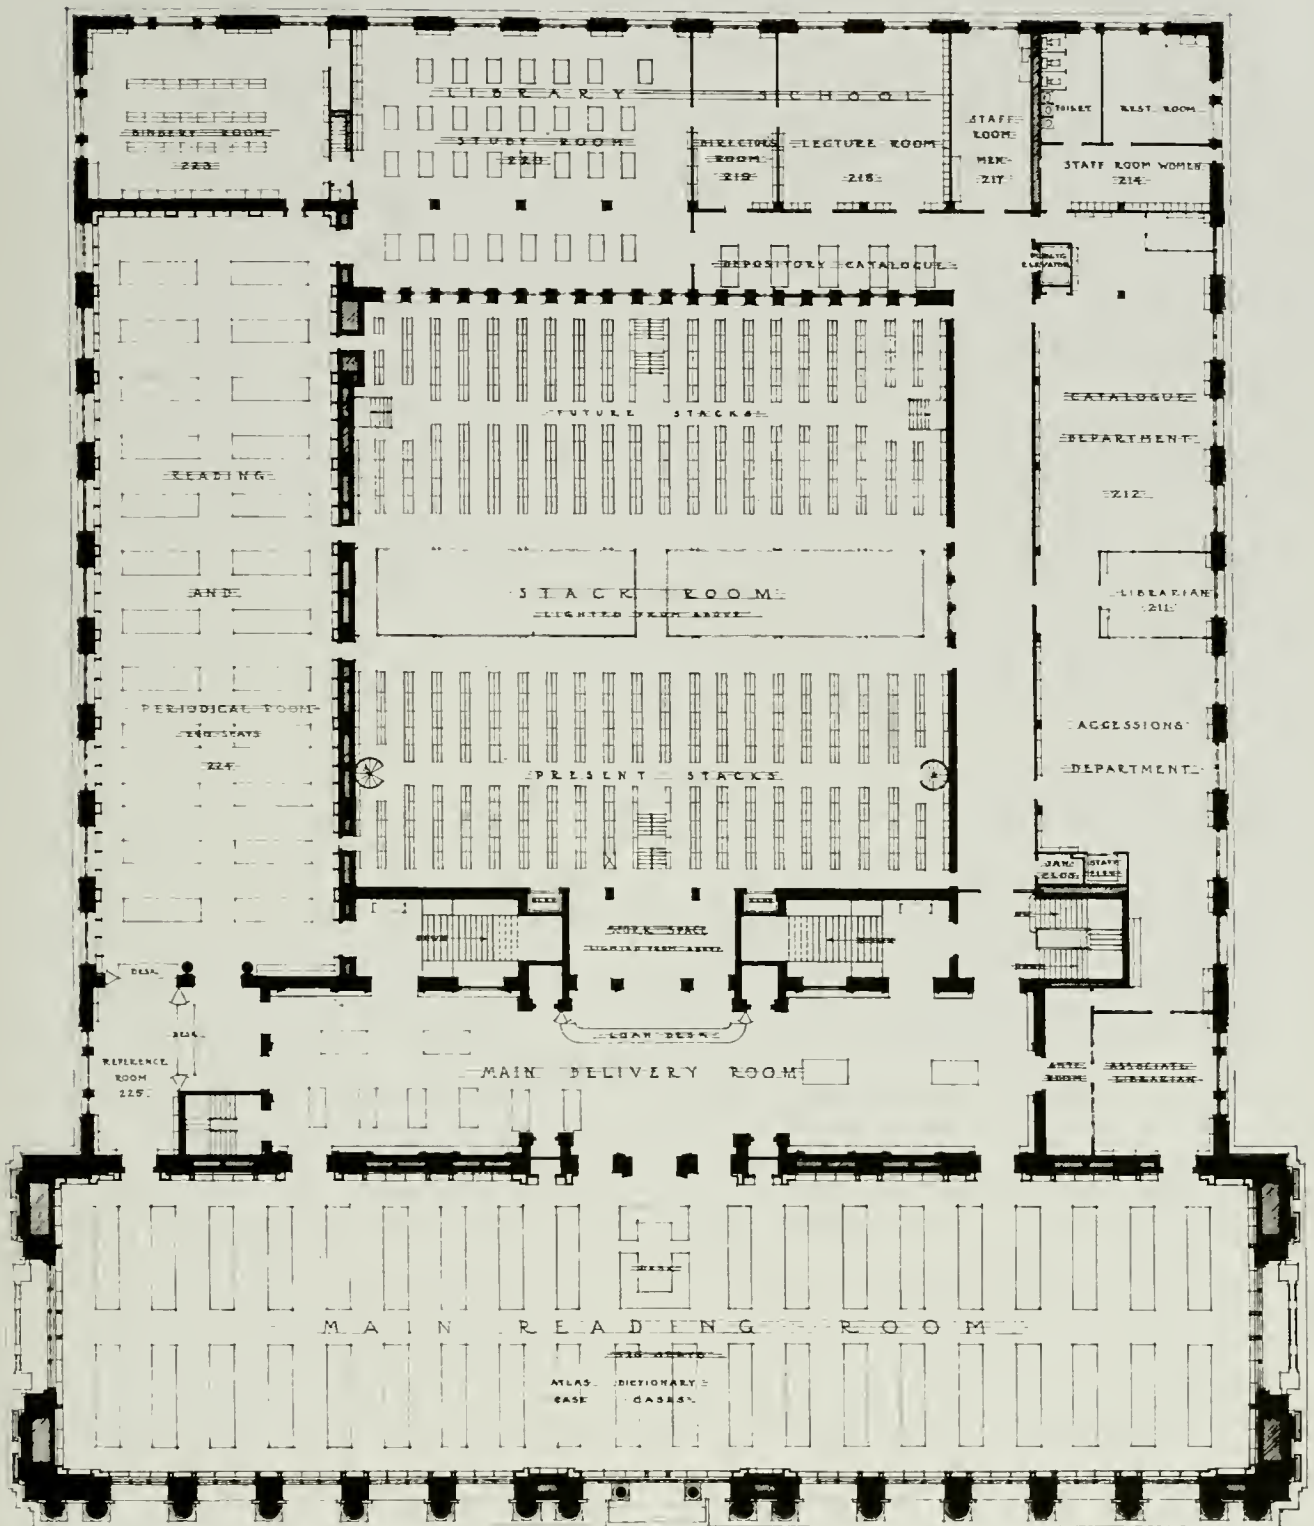 LIBRARY SCHOOL
BINDERY ROOM
223
STUDY ROOM
220
DIRECTORS
ROOM
219
LECTURE ROOM
218
STAFF
ROOM
MEN
217
TOILET
REST ROOM
STAFF ROOM WOMEN
214
DEPOSITORY CATALOGUE
PUBLIC
ELEVATOR
FUTURE STACKS
CATALOGUE
DEPARTMENT
212
READING
AND
PERIODICAL ROOM
SEATS
224
STACK ROOM
LIGHTED FROM ABOVE
LIBRARIAN
211
ACCESSIONS
DEPARTMENT
PRESENT STACKS
JAN.
CLOS.
WORK SPACE
LIGHTED FROM ABOVE
DOWN
DESK
DESK
LOAN DESK
REFERENCE
ROOM
225
MAIN DELIVERY ROOM
ANTE
ROOM
ASSOCIATE
LIBRARIAN
DESK
MAIN READING ROOM
ATLAS DICTIONARY
CASE CASES